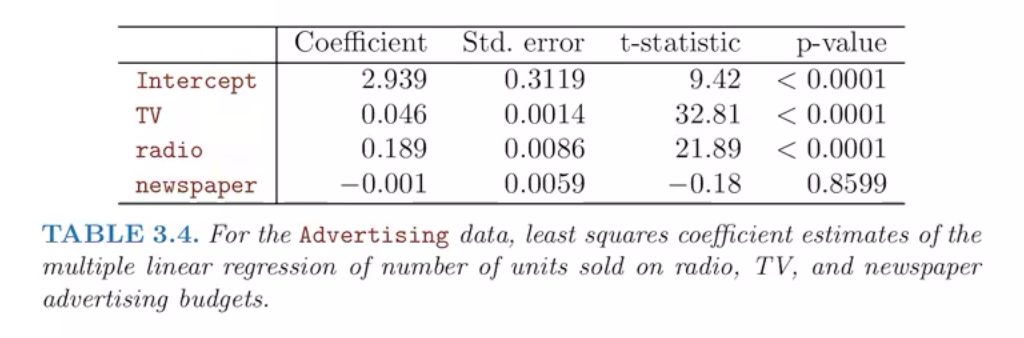 Coefficient Std. error t-statistic p-value
Intercept 2.939 0.3119 9.42 < 0.0001
TV 0.046 0.0014 32.81 < 0.0001
radio 0.189 0.0086 21.89 < 0.0001
newspaper −0.001 0.0059 −0.18 0.8599
TABLE 3.4. For the Advertising data, least squares coefficient estimates of the
multiple linear regression of number of units sold on radio, TV, and newspaper
advertising budgets.